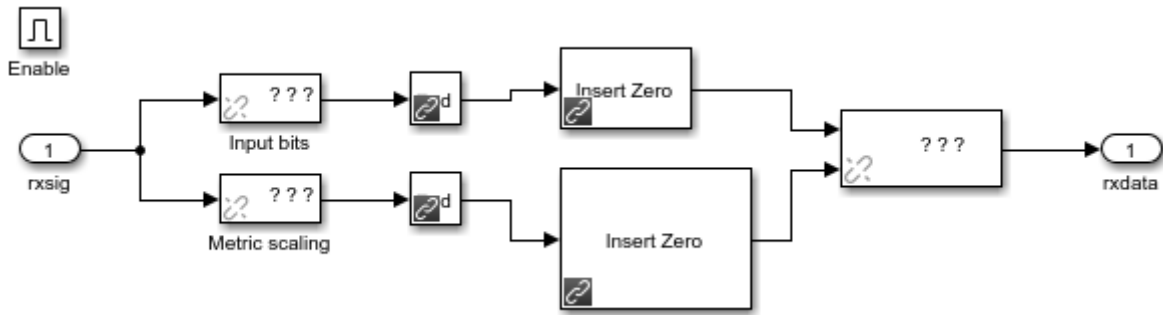 Enable
? ? ?
Input bits
d
Insert Zero
1
rxsig
? ? ?
Metric scaling
d
Insert Zero
? ? ?
1
rxdata